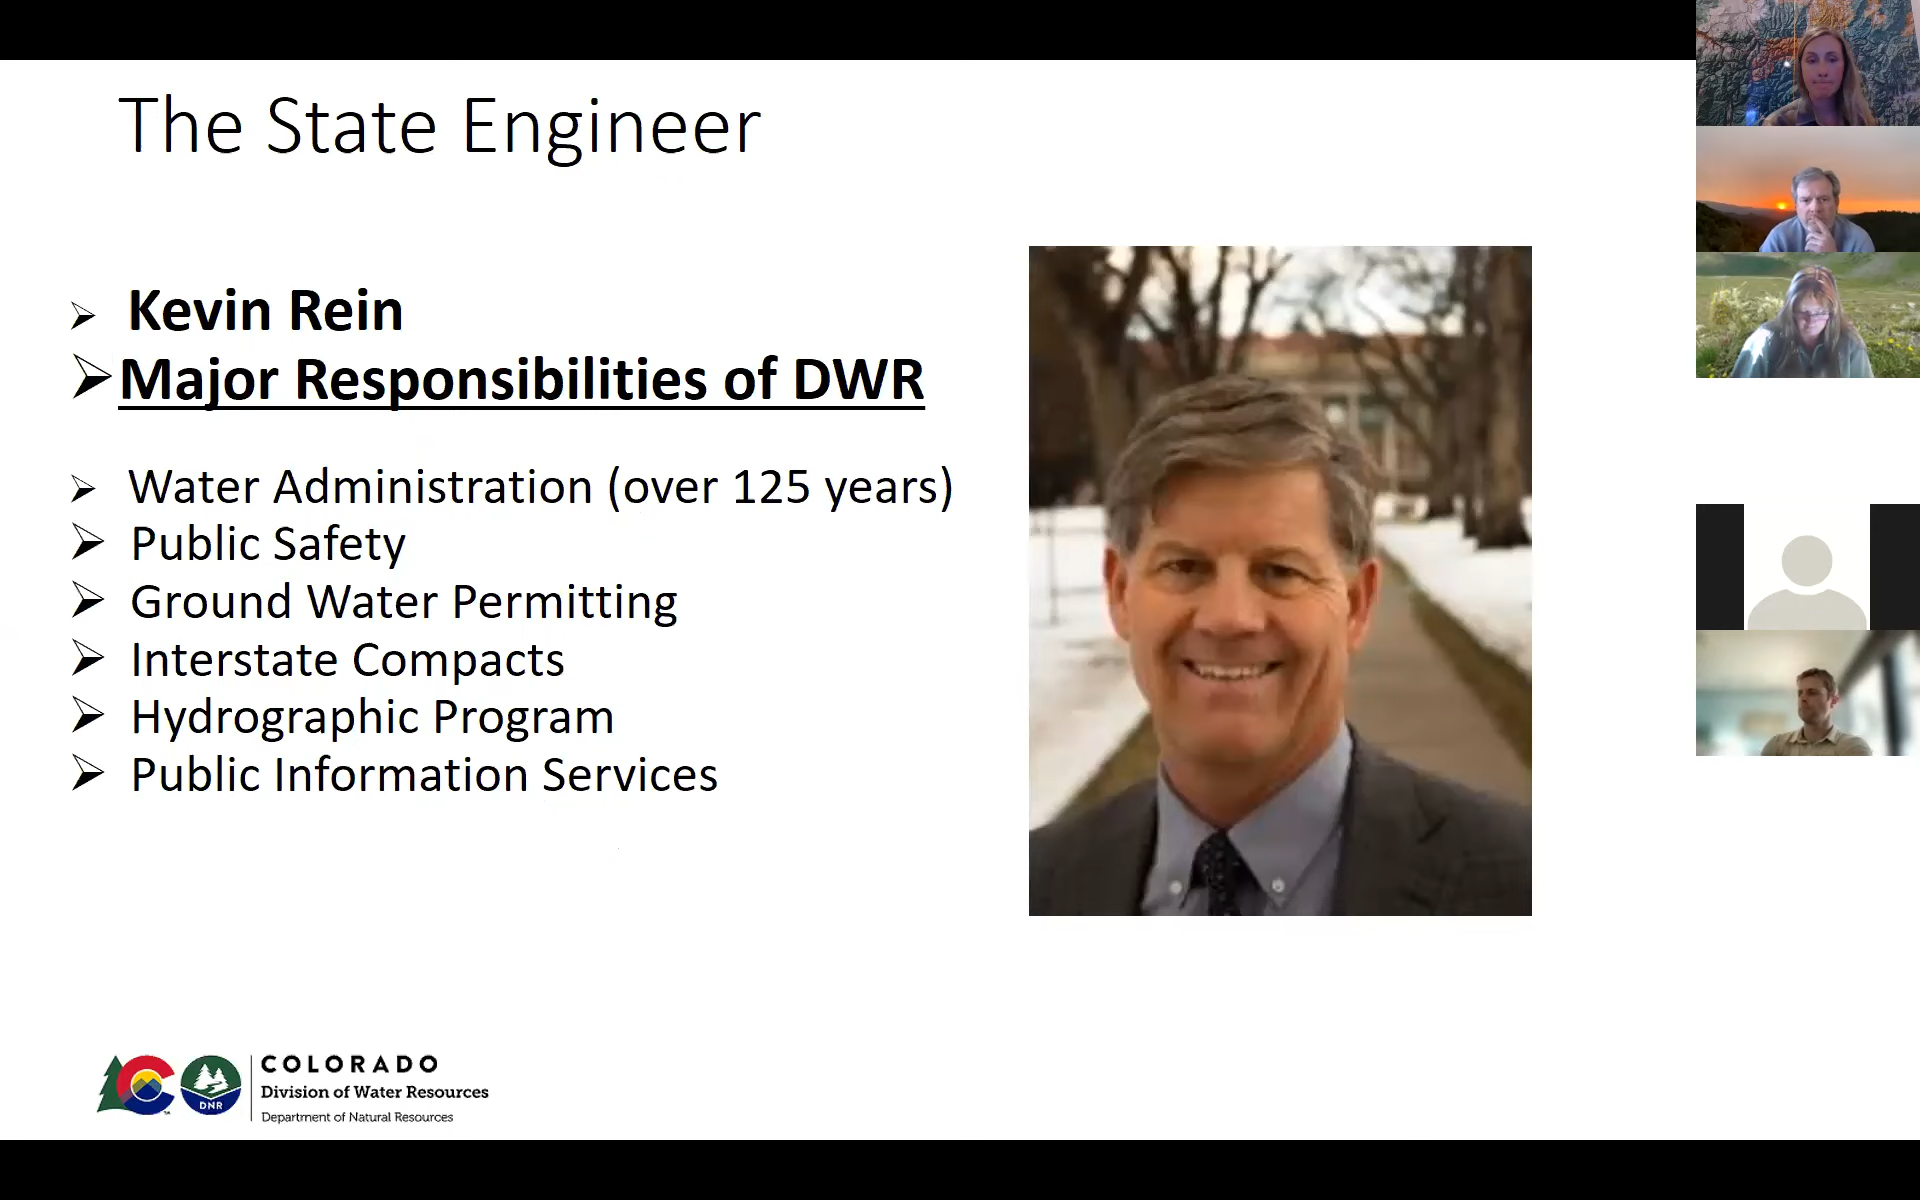 The State Engineer
Kevin Rein
Major Responsibilities of DWR
Water Administration (over 125 years)
Public Safety
Ground Water Permitting
Interstate Compacts
Hydrographic Program
Public Information Services
DNR
COLORADO
Division of Water Resources
Department of Natural Resources